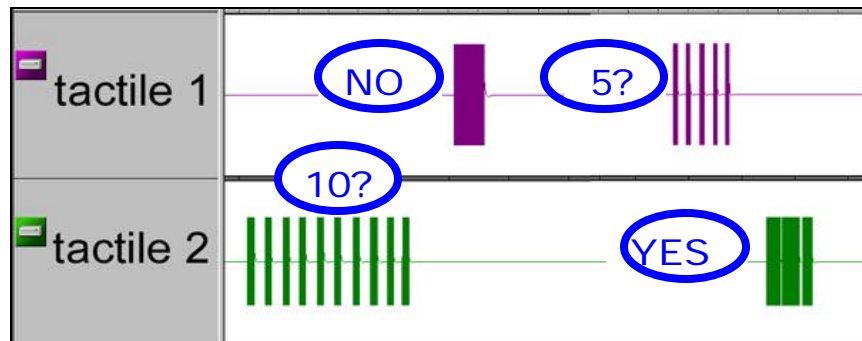 tactile 1
NO
5?
10?
tactile 2
YES